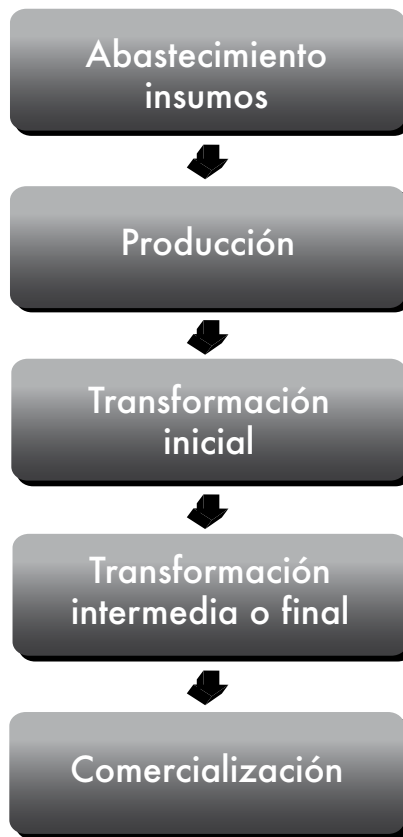 Abastecimiento
insumos
Producción
Transformación
inicial
Transformación
intermedia o final
Comercialización